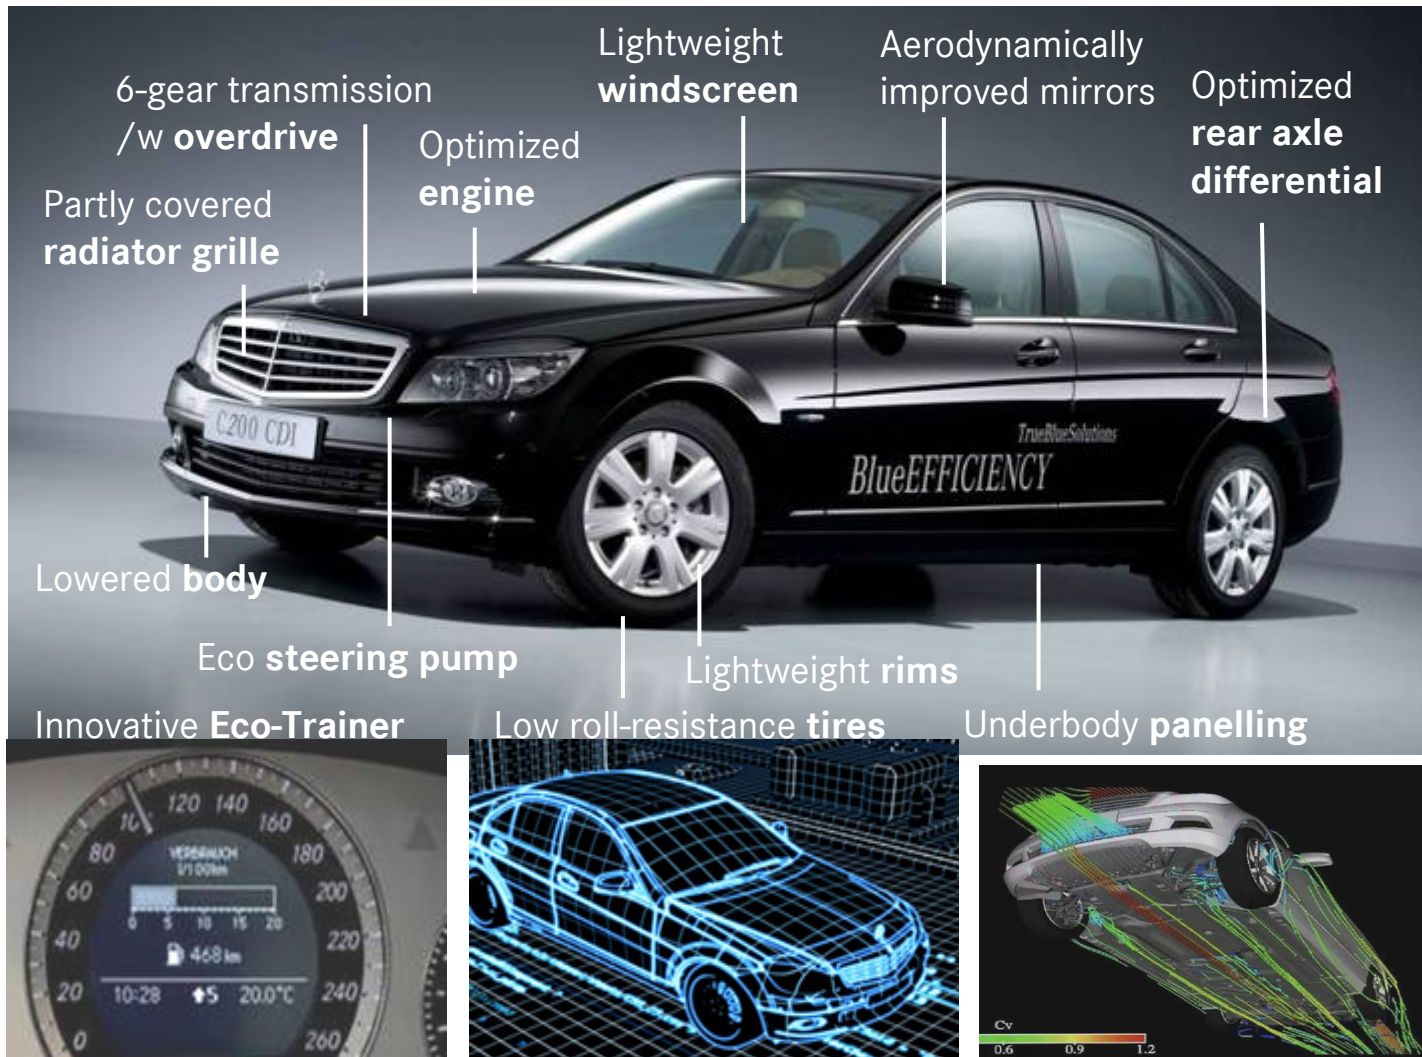 6-gear transmission
/w overdrive
Lightweight
windscreen
Aerodynamically
improved mirrors
Optimized
rear axle
differential
Optimized
engine
Partly covered
radiator grille
C200 CDI
TrueBlueSolutions
BlueEFFICIENCY
Lowered body
Eco steering pump
Lightweight rims
Innovative Eco-Trainer
Low roll-resistance tires
Underbody panelling
0
20
40
60
80
120
140
160
180
200
220
240
260
VERBRAUCH
l/100km
0 5 10 15 20
468 km
10:28 5 20.0°C
Cv
0.6 0.9 1.2